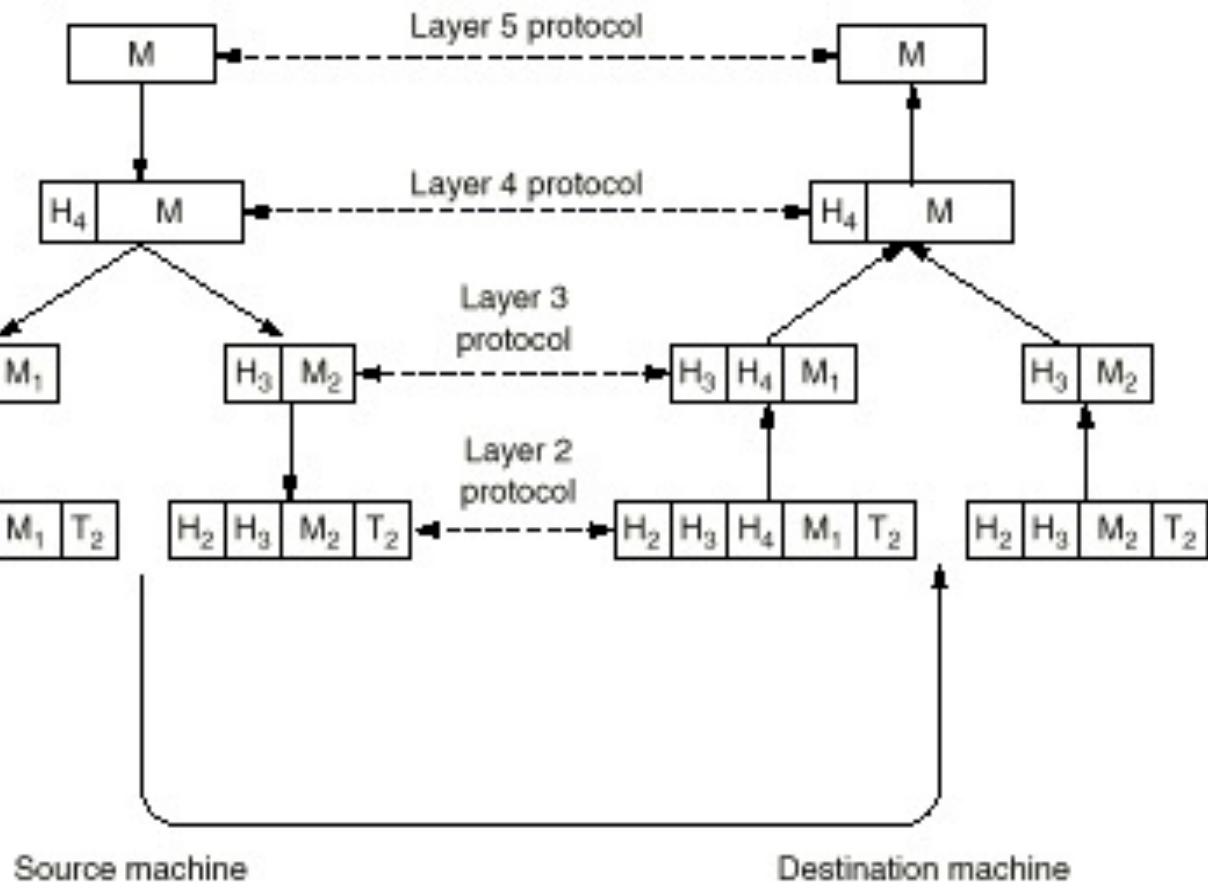 M Layer 5 protocol M
H₄ M Layer 4 protocol H₄ M
Layer 3
protocol
M₁ H₃ M₂ H₃ H₄ M₁ H₃ M₂
Layer 2
protocol
M₁ T₂ H₂ H₃ M₂ T₂ H₂ H₃ H₄ M₁ T₂ H₂ H₃ M₂ T₂
Source machine Destination machine